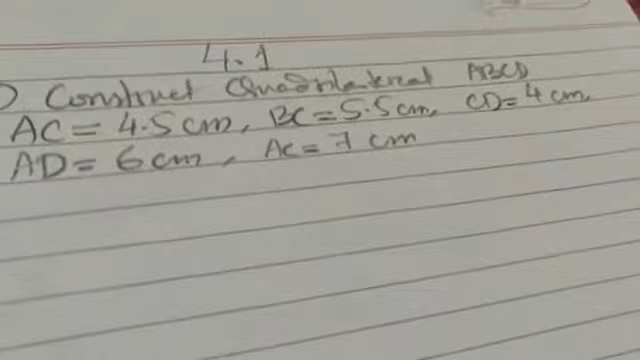 4.1
) Construct Quadrilateral ABCD
AC = 4.5 cm, BC = 5.5 cm, CD = 4 cm,
AD = 6 cm, AC = 7 cm